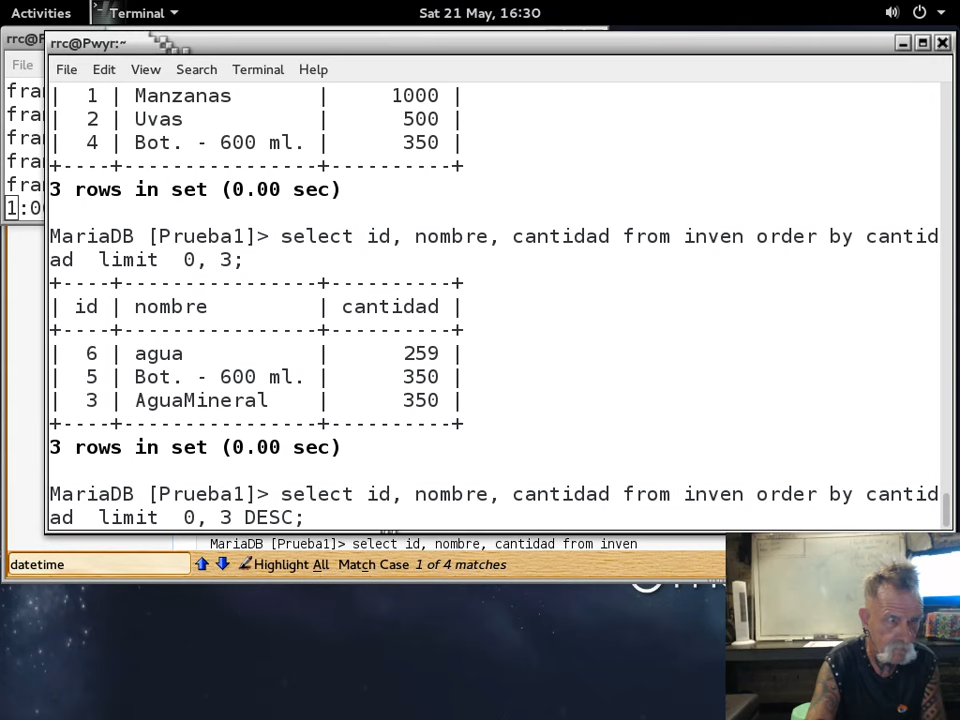 Activities Terminal Sat 21 May, 16:30
rrc@Pwyr:~
File Edit View Search Terminal Help
File
| 1 | Manzanas | 1000 |
| 2 | Uvas | 500 |
| 4 | Bot. - 600 ml. | 350 |
+----+----------------+----------+
3 rows in set (0.00 sec)
MariaDB [Prueba1]> select id, nombre, cantidad from inven order by cantid
ad  limit  0, 3;
+----+----------------+----------+
| id | nombre | cantidad |
+----+----------------+----------+
| 6 | agua | 259 |
| 5 | Bot. - 600 ml. | 350 |
| 3 | AguaMineral | 350 |
+----+----------------+----------+
3 rows in set (0.00 sec)
MariaDB [Prueba1]> select id, nombre, cantidad from inven order by cantid
ad  limit  0, 3 DESC;
MariaDB [Prueba1]> select id, nombre, cantidad from inven
datetime Highlight All Match Case 1 of 4 matches